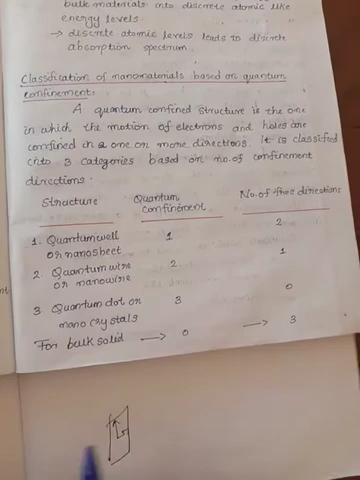 bulk materials into discrete atomic like
energy levels.
→ discrete atomic levels leads to discrete
absorption spectrum.
Classification of nanomaterials based on quantum
confinement:
A quantum confined structure is the one
in which the motion of electrons and holes are
confined in a one or more directions. It is classified
into 3 categories based on no. of confinement
directions.
Structure Quantum confinement No. of free directions
1. Quantum well or nanosheet 1 2
2. Quantum wire or nanowire 2 1
3. Quantum dot or nano crystals 3 0
For bulk solid → 0 → 3